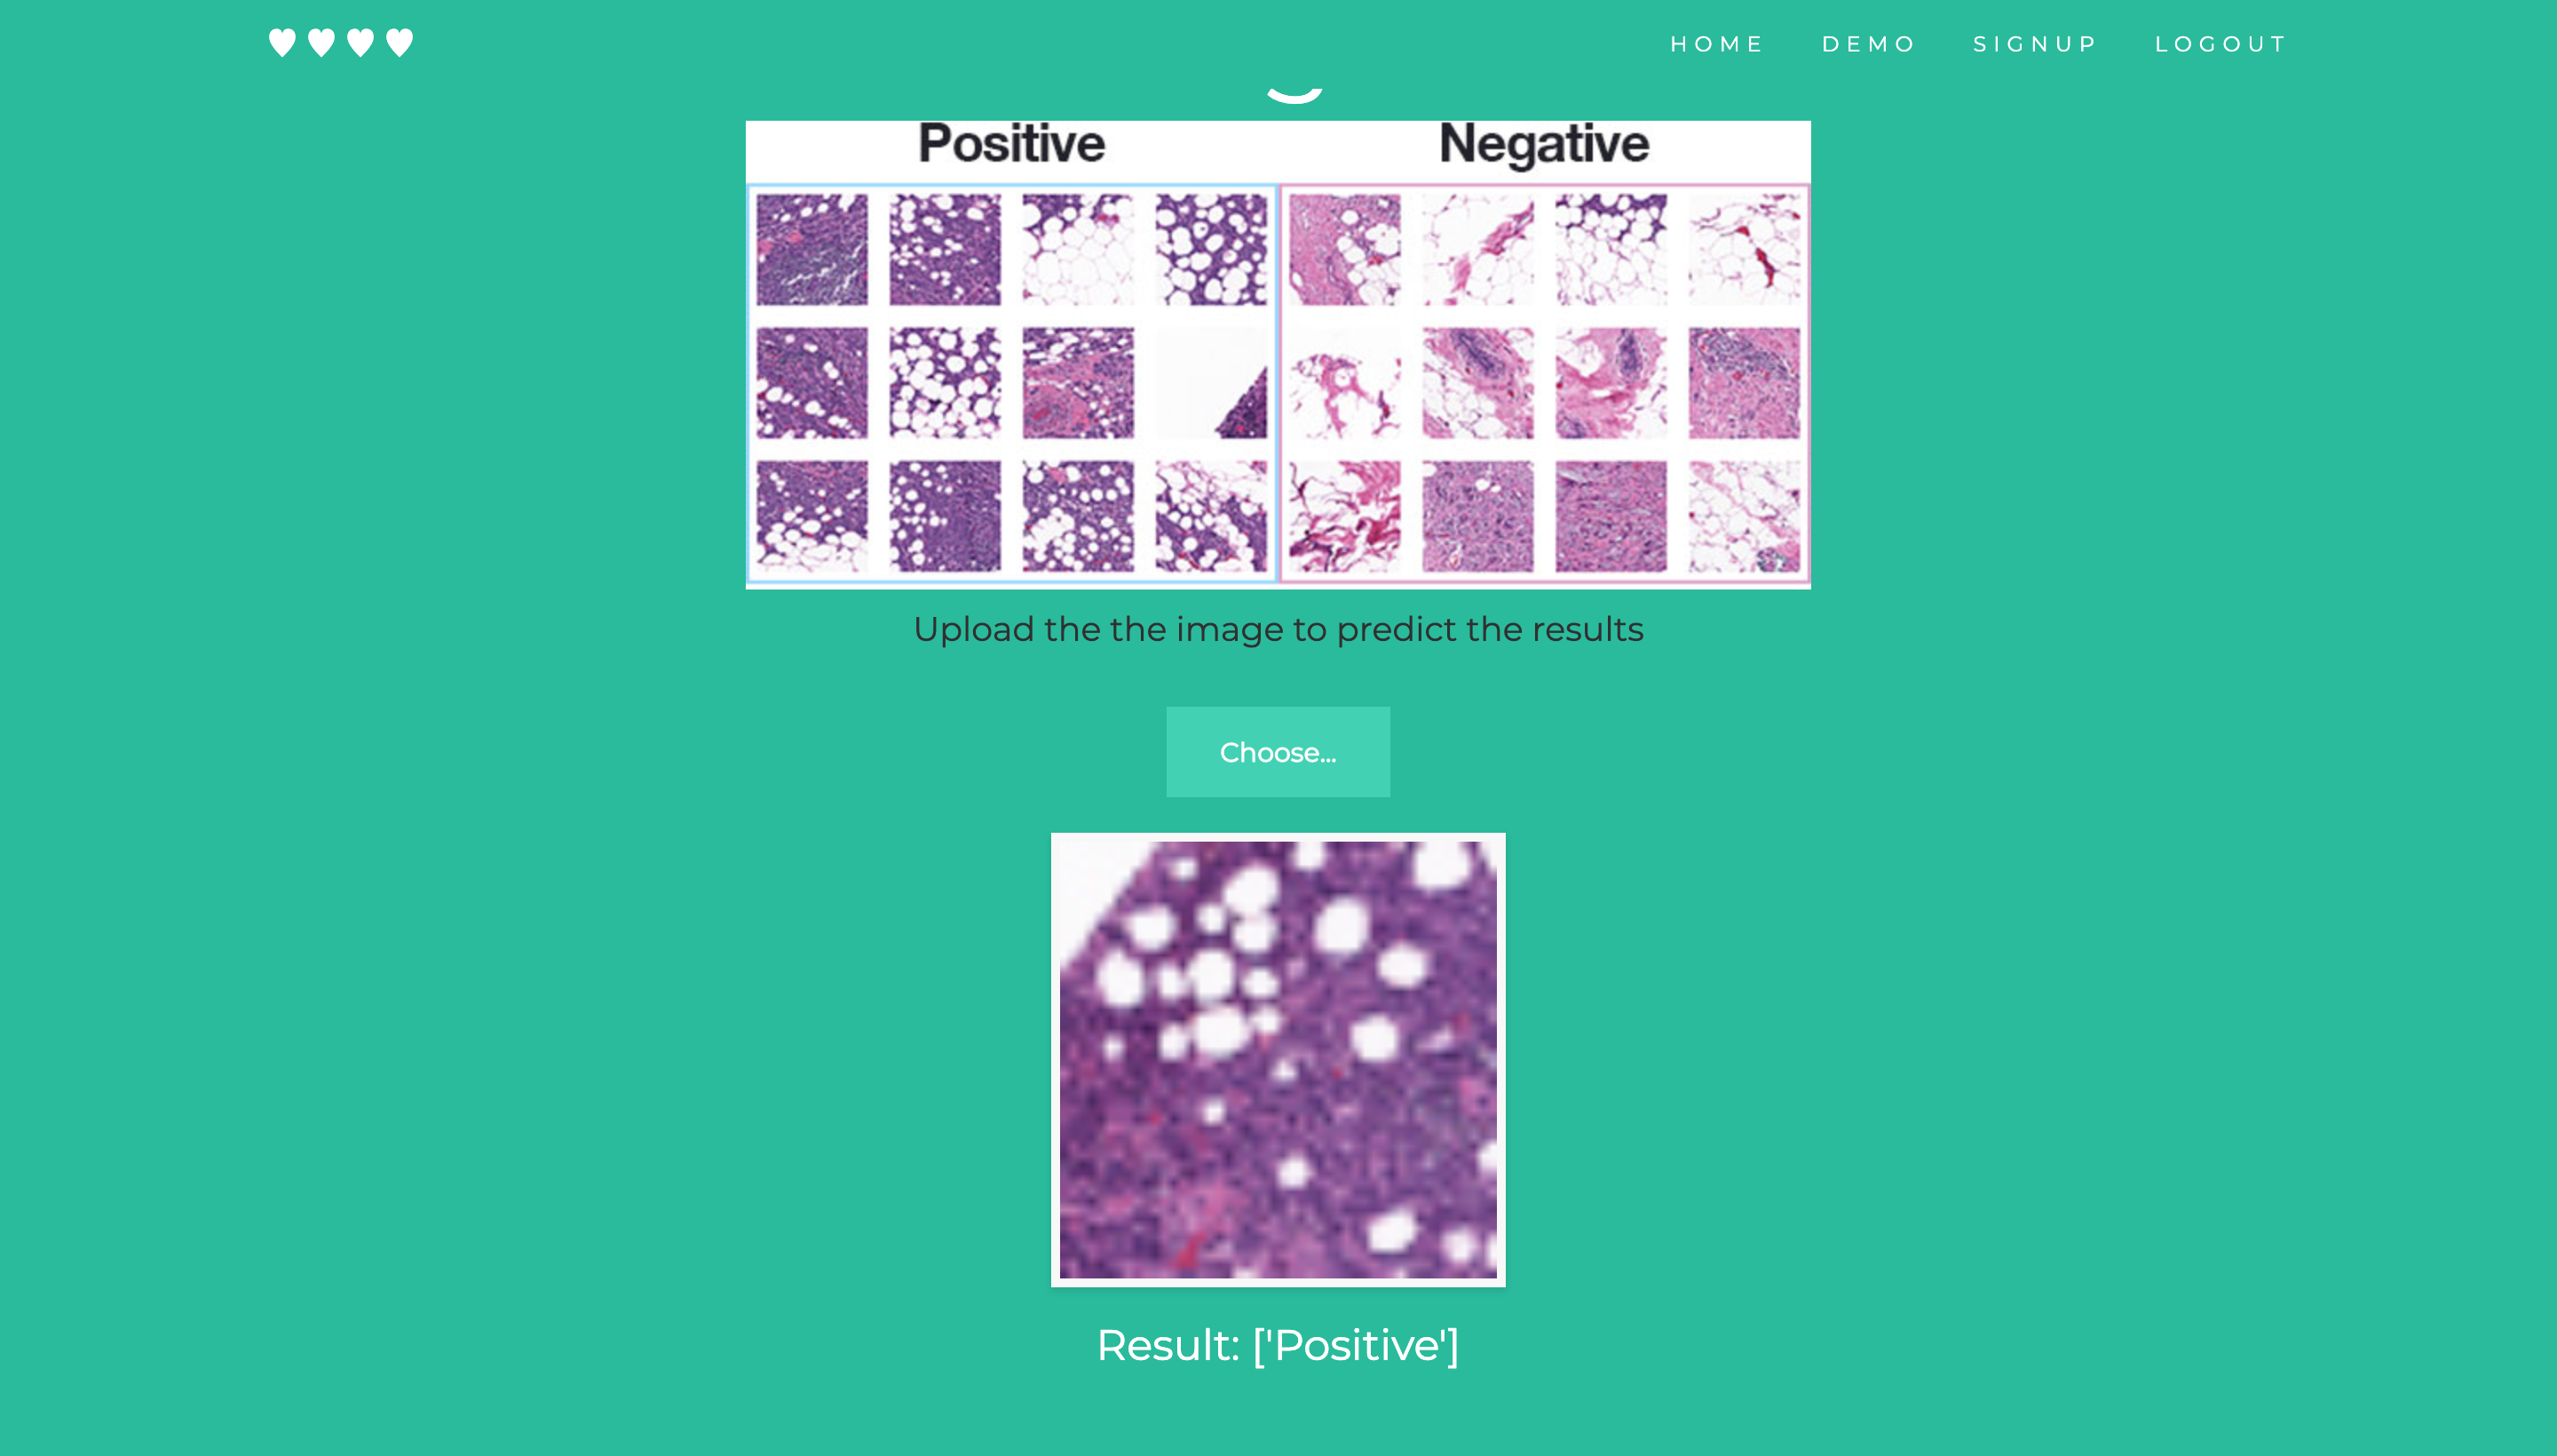 HOME DEMO SIGNUP LOGOUT
Positive Negative
Upload the the image to predict the results
Choose...
Result: ['Positive']